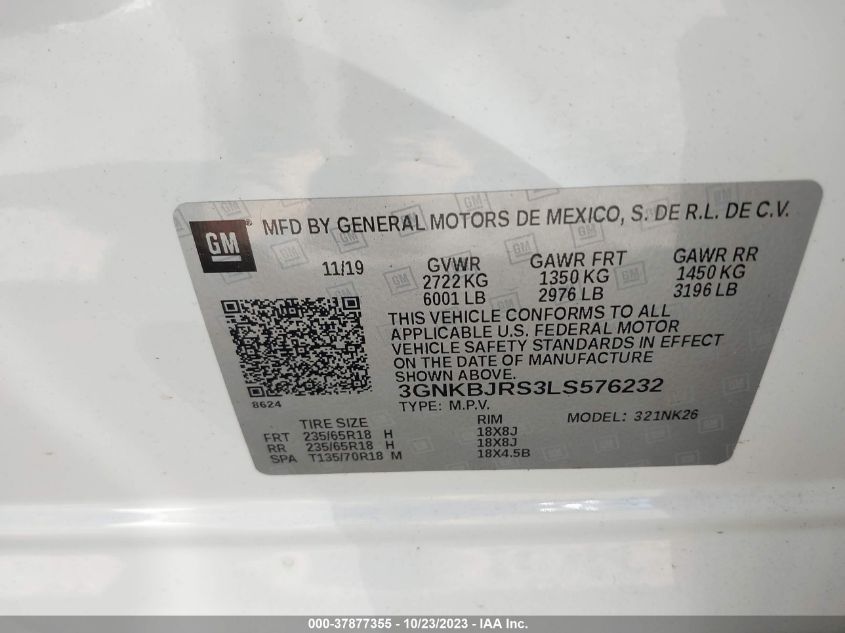 GM® MFD BY GENERAL MOTORS DE MEXICO, S. DE R.L. DE C.V.
11/19 GVWR GAWR FRT GAWR RR
2722 KG 1350 KG 1450 KG
6001 LB 2976 LB 3196 LB
THIS VEHICLE CONFORMS TO ALL
APPLICABLE U.S. FEDERAL MOTOR
VEHICLE SAFETY STANDARDS IN EFFECT
ON THE DATE OF MANUFACTURE
SHOWN ABOVE.
3GNKBJRS3LS576232
8624
TYPE: M.P.V. MODEL: 321NK26
TIRE SIZE RIM
FRT 235/65R18 H 18X8J
RR 235/65R18 H 18X8J
SPA T135/70R18 M 18X4.5B
000-37877355 - 10/23/2023 - IAA Inc.